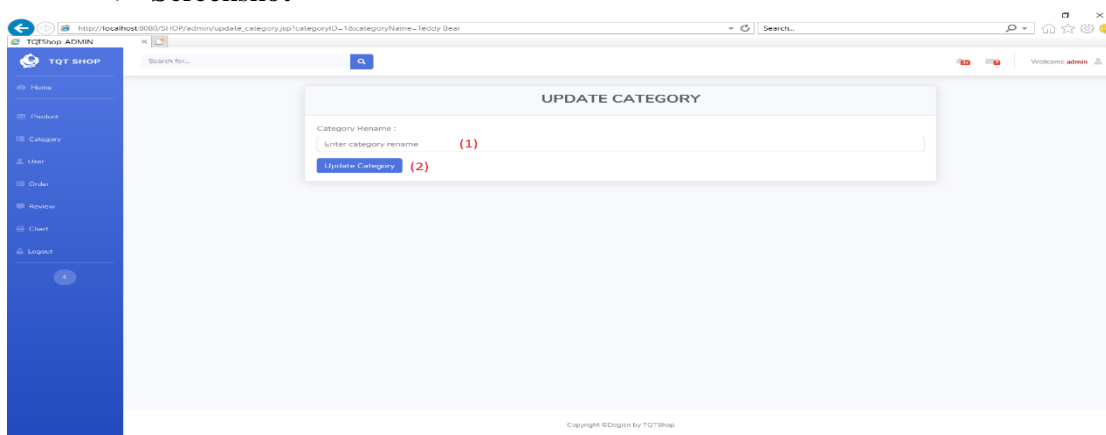 Screenshot
http://localhost:8080/SHOP/admin/update_category.jsp?categoryID=1&categoryName=Teddy Bear
Search...
TQTShop ADMIN
TQT SHOP
Search for...
Welcome admin
Home
UPDATE CATEGORY
Product
Category Rename :
Category
Enter category rename (1)
User
Update Category (2)
Order
Review
Chart
Logout
Copyright ©Degisn by TQTShop